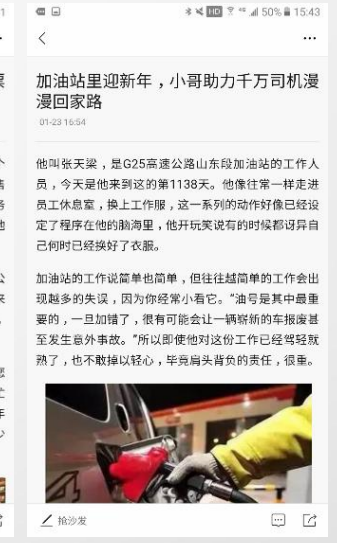 50% 15:43
加油站里迎新年，小哥助力千万司机漫
漫回家路
01-23 16:54
他叫张天梁，是G25高速公路山东段加油站的工作人
员，今天是他来到这的第1138天。他像往常一样走进
员工休息室，换上工作服，这一系列的动作好像已经设
定了程序在他的脑海里，他开玩笑说有的时候都讶异自
己何时已经换好了衣服。
加油站的工作说简单也简单，但往往越简单的工作会出
现越多的失误，因为你经常小看它。“油号是其中最重
要的，一旦加错了，很有可能会让一辆崭新的车报废甚
至发生意外事故。”所以即使他对这份工作已经驾轻就
熟了，也不敢掉以轻心，毕竟肩头背负的责任，很重。
抢沙发